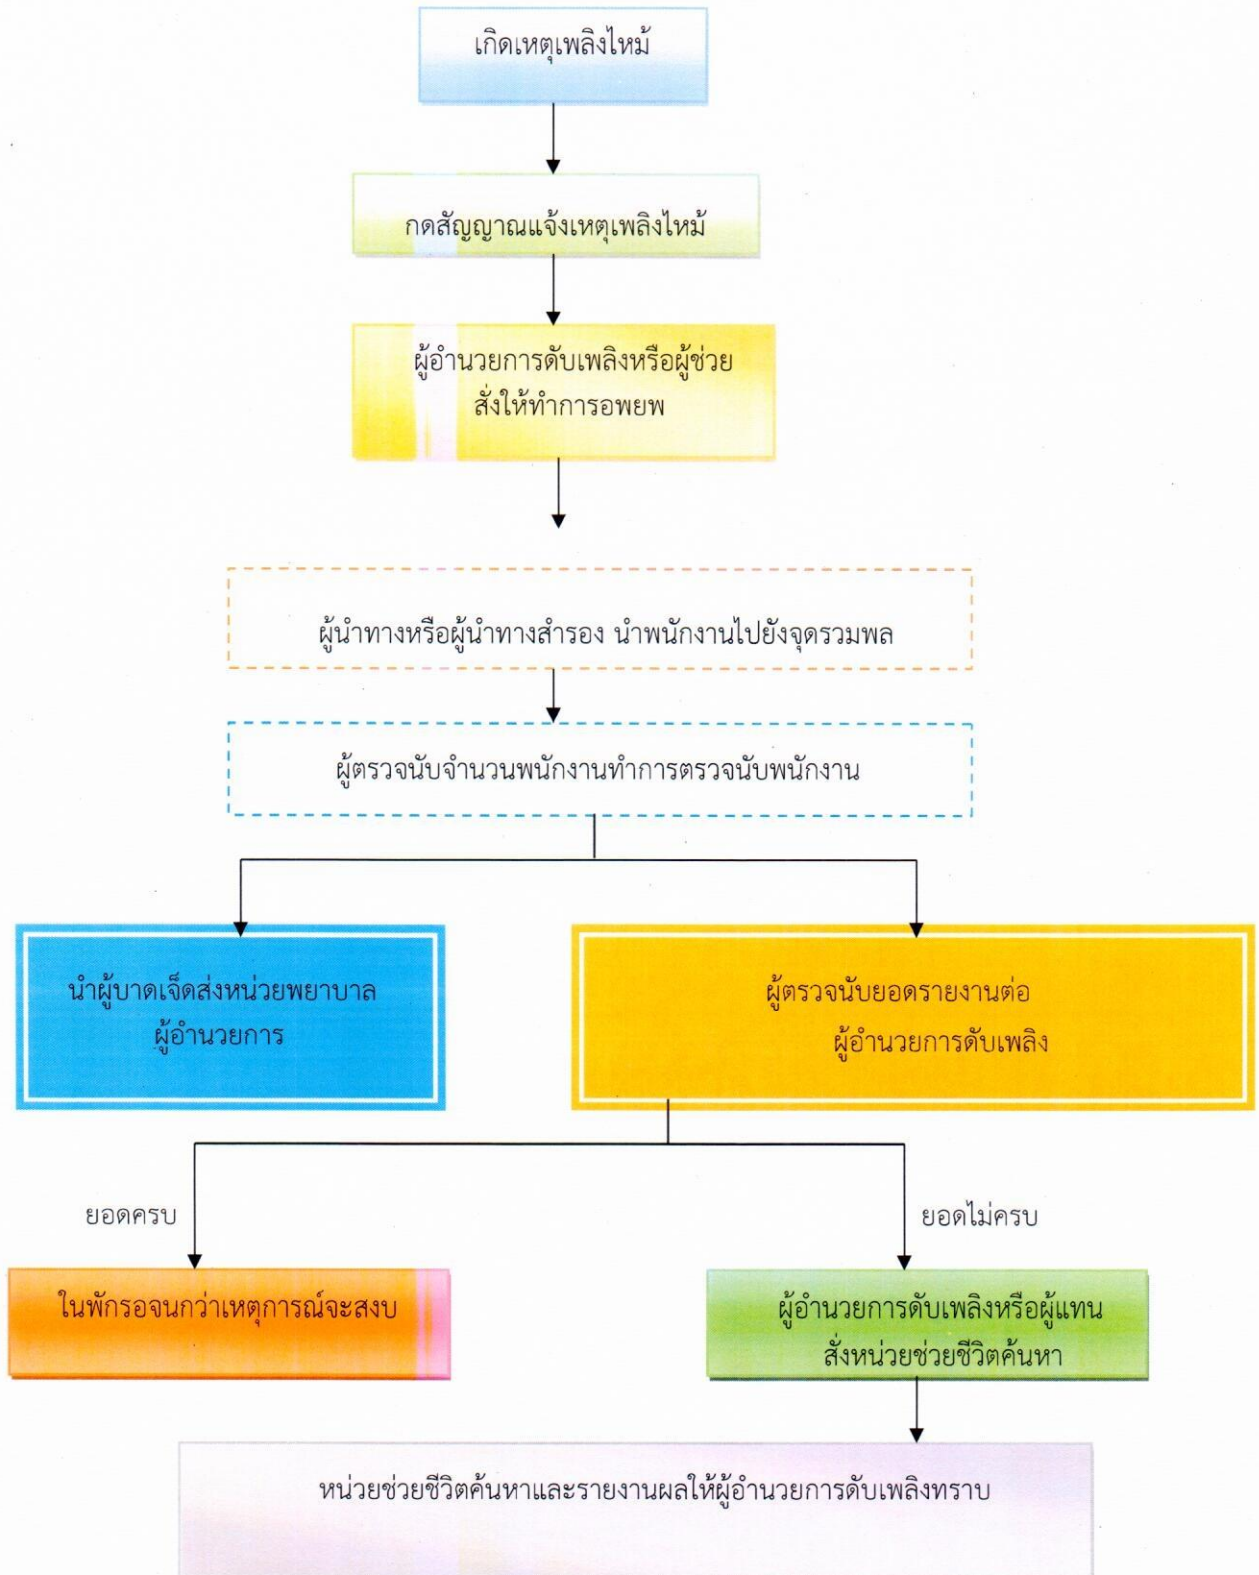 เกิดเหตุเพลิงไหม้
กดสัญญาณแจ้งเหตุเพลิงไหม้
ผู้อำนวยการดับเพลิงหรือผู้ช่วย
สั่งให้ทำการอพยพ
ผู้นำทางหรือผู้นำทางสำรอง นำพนักงานไปยังจุดรวมพล
ผู้ตรวจนับจำนวนพนักงานทำการตรวจนับพนักงาน
นำผู้บาดเจ็ดส่งหน่วยพยาบาล
ผู้อำนวยการ
ผู้ตรวจนับยอดรายงานต่อ
ผู้อำนวยการดับเพลิง
ยอดครบ
ยอดไม่ครบ
ในพักรอจนกว่าเหตุการณ์จะสงบ
ผู้อำนวยการดับเพลิงหรือผู้แทน
สั่งหน่วยช่วยชีวิตค้นหา
หน่วยช่วยชีวิตค้นหาและรายงานผลให้ผู้อำนวยการดับเพลิงทราบ